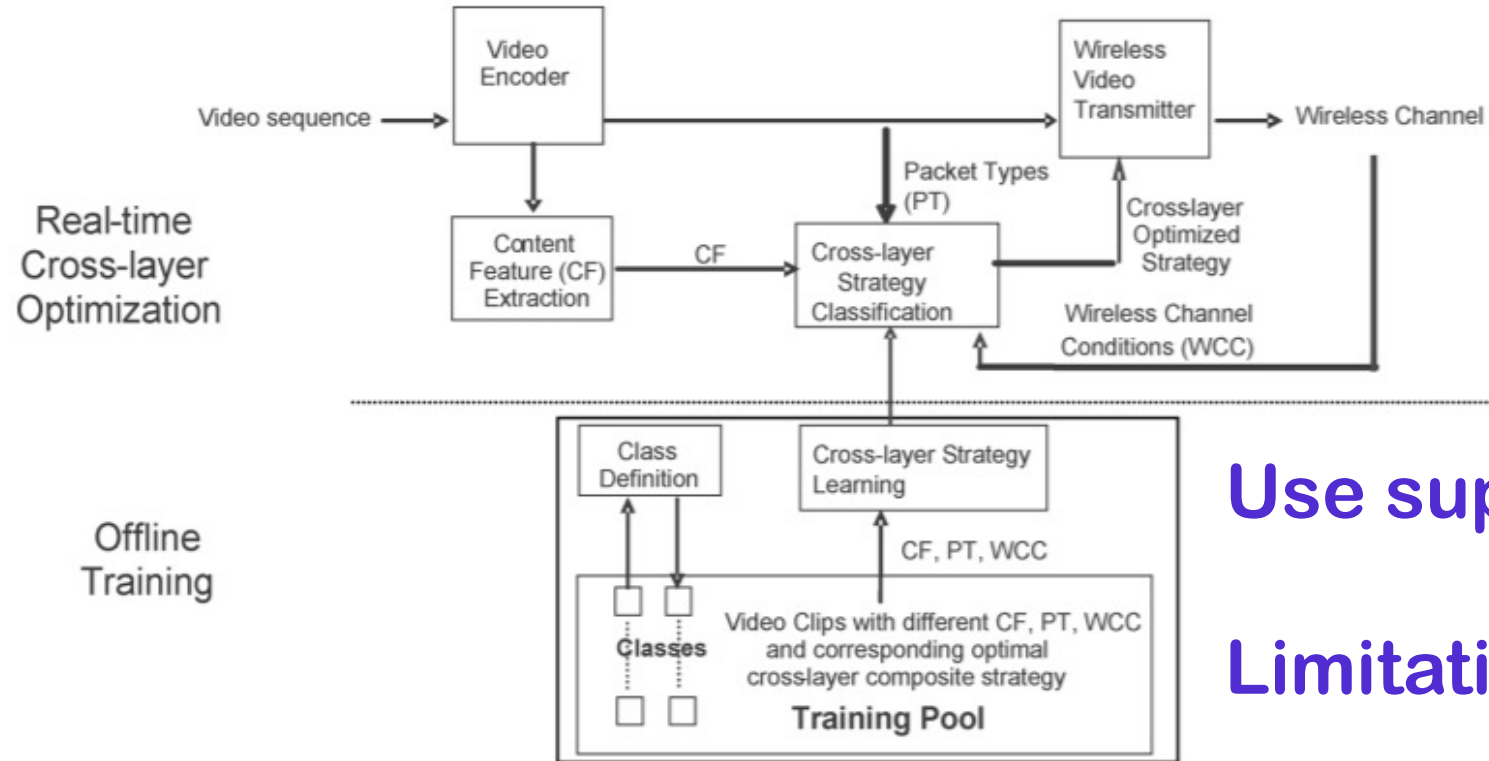 Video
Encoder
Wireless
Video
Transmitter
Video sequence
Wireless Channel
Packet Types
(PT)
Real-time
Cross-layer
Optimization
Content
Feature (CF)
Extraction
CF
Cross-layer
Strategy
Classification
Cross-layer
Optimized
Strategy
Wireless Channel
Conditions (WCC)
Offline
Training
Class
Definition
Cross-layer Strategy
Learning
CF, PT, WCC
Classes
Video Clips with different CF, PT, WCC
and corresponding optimal
cross-layer composite strategy
Training Pool
Use sup
Limitati